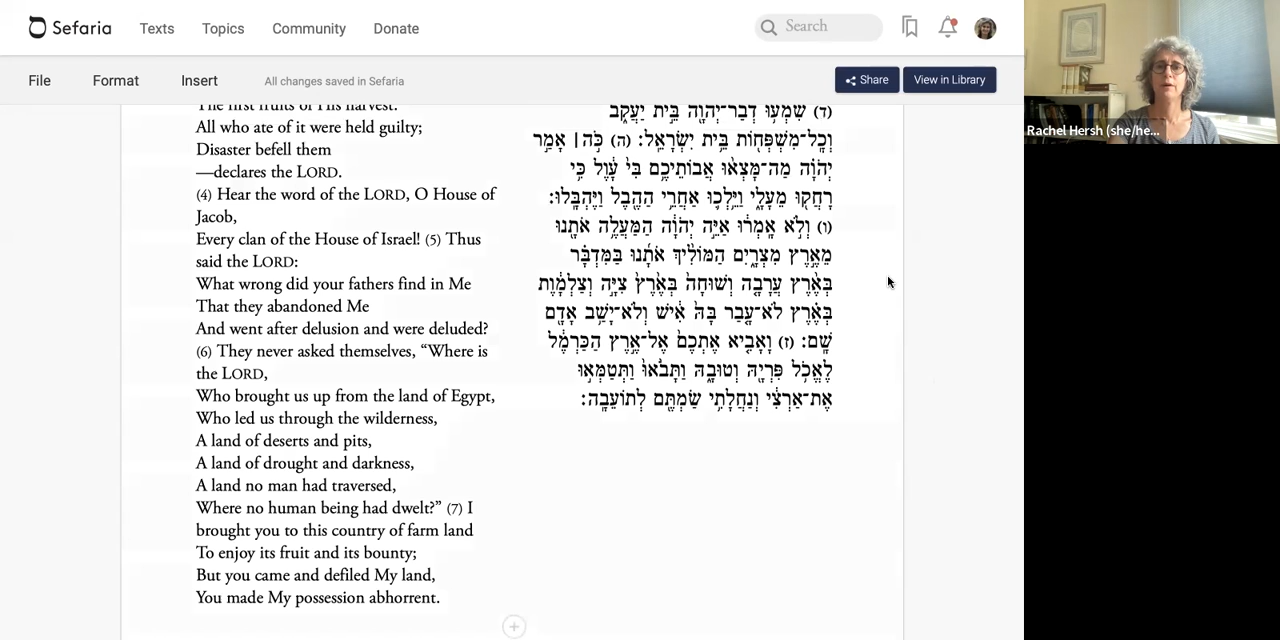 Sefaria Texts Topics Community Donate Search
File Format Insert All changes saved in Sefaria Share View in Library
The first fruits of His harvest.
All who ate of it were held guilty;
Disaster befell them
—declares the LORD.
(4) Hear the word of the LORD, O House of
Jacob,
Every clan of the House of Israel! (5) Thus
said the LORD:
What wrong did your fathers find in Me
That they abandoned Me
And went after delusion and were deluded?
(6) They never asked themselves, “Where is
the LORD,
Who brought us up from the land of Egypt,
Who led us through the wilderness,
A land of deserts and pits,
A land of drought and darkness,
A land no man had traversed,
Where no human being had dwelt?” (7) I
brought you to this country of farm land
To enjoy its fruit and its bounty;
But you came and defiled My land,
You made My possession abhorrent.
(ד) שִׁמְע֥וּ דְבַר־יְהֹוָ֖ה בֵּ֣ית יַעֲקֹ֑ב
וְכׇֽל־מִשְׁפְּח֖וֹת בֵּ֥ית יִשְׂרָאֵֽל׃ (ה) כֹּ֣ה ׀ אָמַ֣ר
יְהֹוָ֗ה מַה־מָּצְא֨וּ אֲבוֹתֵיכֶ֥ם בִּי֙ עָ֔וֶל כִּ֥י
רָחֲק֖וּ מֵעָלָ֑י וַיֵּֽלְכ֛וּ אַחֲרֵ֥י הַהֶ֖בֶל וַיֶּהְבָּֽלוּ׃
(ו) וְלֹ֣א אָמְר֔וּ אַיֵּ֣ה יְהֹוָ֔ה הַמַּעֲלֶ֥ה אֹתָ֖נוּ
מֵאֶ֣רֶץ מִצְרָ֑יִם הַמּוֹלִ֨יךְ אֹתָ֜נוּ בַּמִּדְבָּ֗ר
בְּאֶ֨רֶץ עֲרָבָ֤ה וְשׁוּחָה֙ בְּאֶ֙רֶץ֙ צִיָּ֣ה וְצַלְמָ֔וֶת
בְּאֶ֗רֶץ לֹא־עָ֤בַר בָּהּ֙ אִ֔ישׁ וְלֹא־יָשַׁ֥ב אָדָ֖ם
שָֽׁם׃ (ז) וָאָבִ֤יא אֶתְכֶם֙ אֶל־אֶ֣רֶץ הַכַּרְמֶ֔ל
לֶאֱכֹ֥ל פִּרְיָ֖הּ וְטוּבָ֑הּ וַתָּבֹ֙אוּ֙ וַתְּטַמְּא֣וּ
אֶת־אַרְצִ֔י וְנַחֲלָתִ֥י שַׂמְתֶּ֖ם לְתוֹעֵבָֽה׃
Rachel Hersh (she/he...